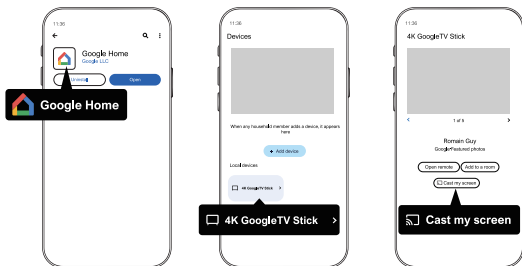 11:36
Google Home
Google LLC
Uninstall
Open
Google Home
11:36
Devices
When any household member adds a device, it appears
here
+ Add device
Local devices
4K GoogleTV Stick >
4K GoogleTV Stick >
11:36
4K GoogleTV Stick
< 1 of 5 >
Romain Guy
Google/Featured photos
Open remote
Add to a room
Cast my screen
Cast my screen